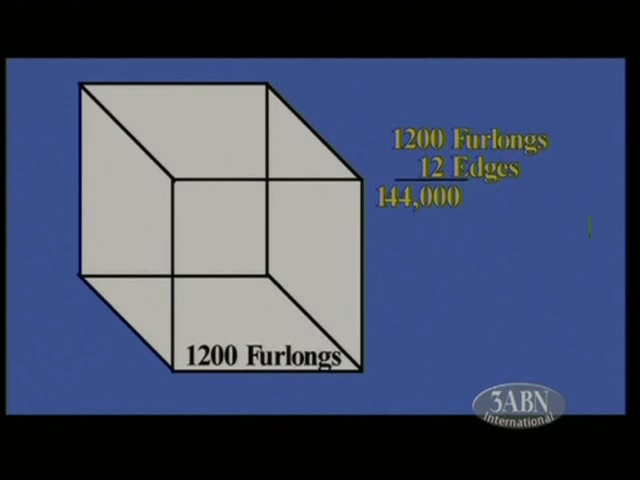 1200 Furlongs
12 Edges
144,000
1200 Furlongs
3ABN
International